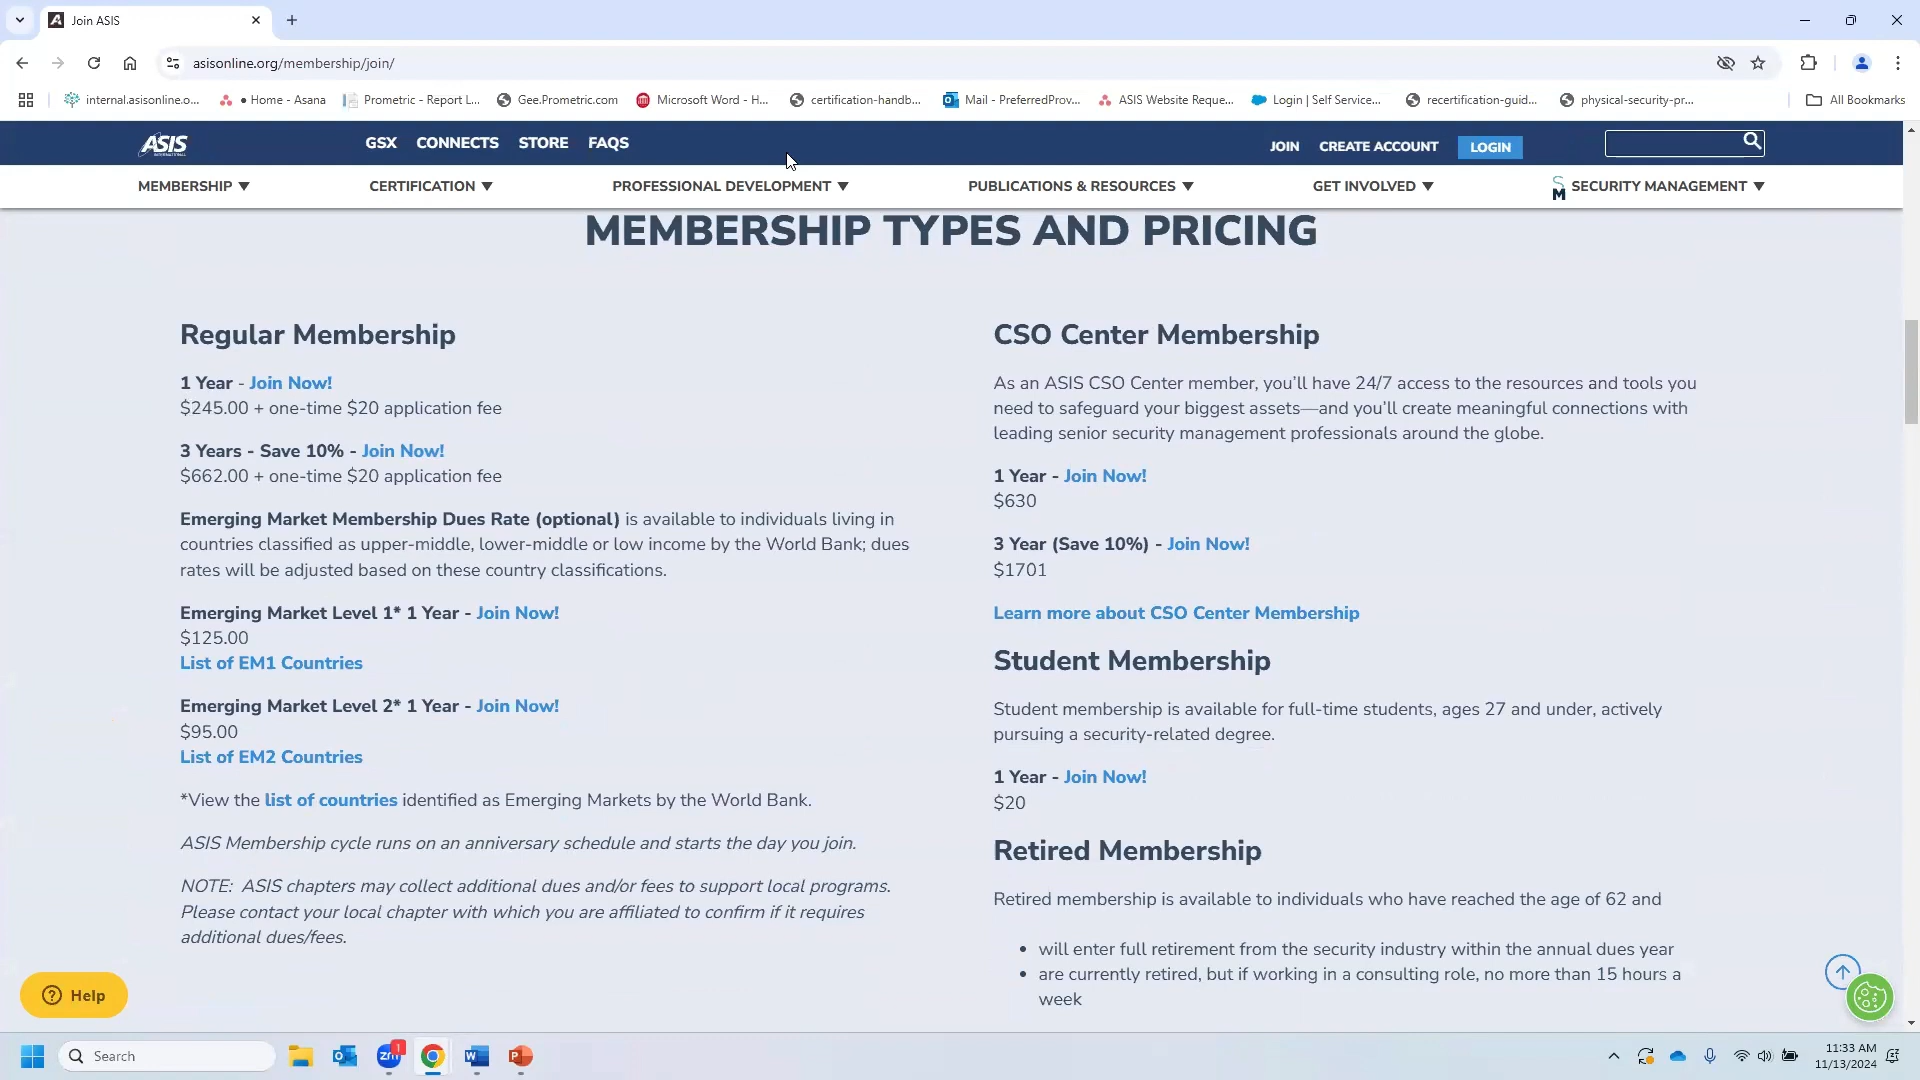 Join ASIS
asisonline.org/membership/join/
internal.asisonline.o...
• Home - Asana
Prometric - Report L...
Gee.Prometric.com
Microsoft Word - H...
certification-handb...
Mail - PreferredProv...
ASIS Website Reque...
Login | Self Service...
recertification-guid...
physical-security-pr...
All Bookmarks
ASIS
GSX CONNECTS STORE FAQS
JOIN CREATE ACCOUNT LOGIN
MEMBERSHIP ▼ CERTIFICATION ▼ PROFESSIONAL DEVELOPMENT ▼ PUBLICATIONS & RESOURCES ▼ GET INVOLVED ▼ SM SECURITY MANAGEMENT ▼
MEMBERSHIP TYPES AND PRICING
Regular Membership
1 Year - Join Now!
$245.00 + one-time $20 application fee
3 Years - Save 10% - Join Now!
$662.00 + one-time $20 application fee
Emerging Market Membership Dues Rate (optional) is available to individuals living in
countries classified as upper-middle, lower-middle or low income by the World Bank; dues
rates will be adjusted based on these country classifications.
Emerging Market Level 1* 1 Year - Join Now!
$125.00
List of EM1 Countries
Emerging Market Level 2* 1 Year - Join Now!
$95.00
List of EM2 Countries
*View the list of countries identified as Emerging Markets by the World Bank.
ASIS Membership cycle runs on an anniversary schedule and starts the day you join.
NOTE: ASIS chapters may collect additional dues and/or fees to support local programs.
Please contact your local chapter with which you are affiliated to confirm if it requires
additional dues/fees.
CSO Center Membership
As an ASIS CSO Center member, you'll have 24/7 access to the resources and tools you
need to safeguard your biggest assets—and you'll create meaningful connections with
leading senior security management professionals around the globe.
1 Year - Join Now!
$630
3 Year (Save 10%) - Join Now!
$1701
Learn more about CSO Center Membership
Student Membership
Student membership is available for full-time students, ages 27 and under, actively
pursuing a security-related degree.
1 Year - Join Now!
$20
Retired Membership
Retired membership is available to individuals who have reached the age of 62 and
• will enter full retirement from the security industry within the annual dues year
• are currently retired, but if working in a consulting role, no more than 15 hours a
week
Help
Search
zm
1
11:33 AM
11/13/2024